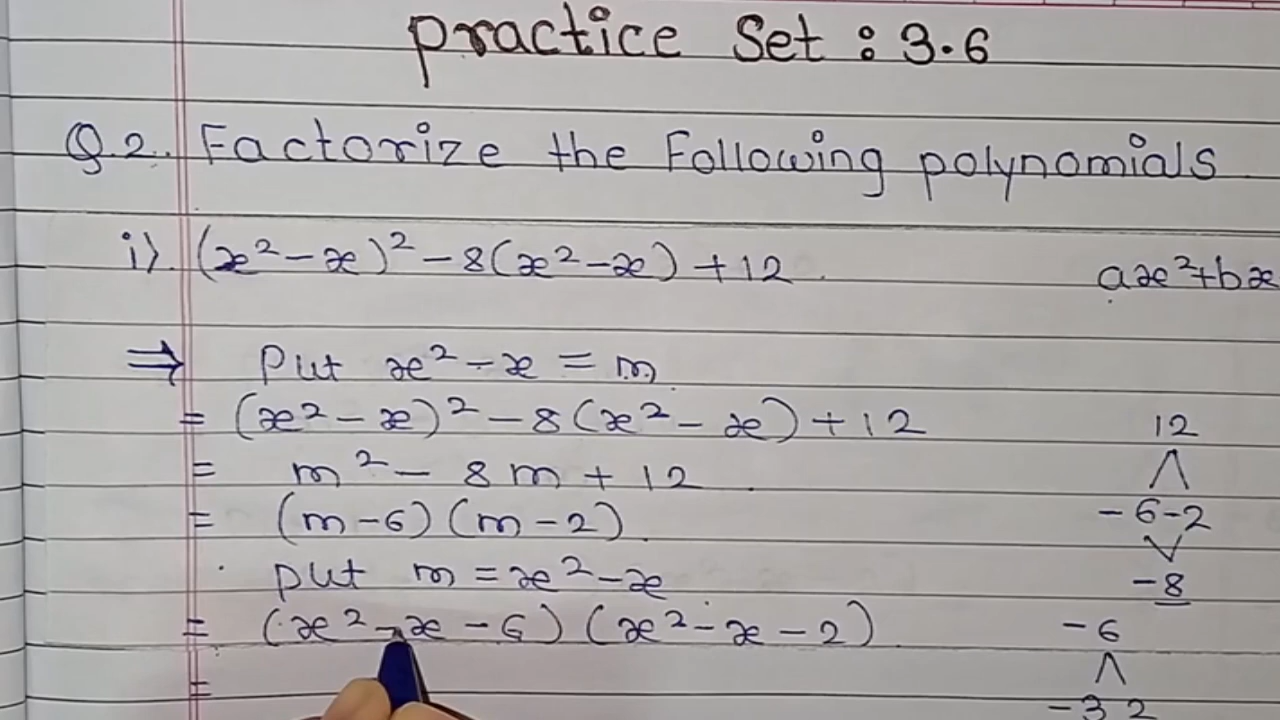 Practice Set : 3.6
Q.2. Factorize the Following polynomials
i). (x² - x)² - 8(x² - x) + 12.
ax² + bx
⇒ Put x² - x = m
= (x² - x)² - 8(x² - x) + 12
= m² - 8m + 12
= (m - 6)(m - 2)
put m = x² - x
= (x² - x - 6)(x² - x - 2)
=
12
∧
-6-2
∨
-8
-6
∧
-3 2